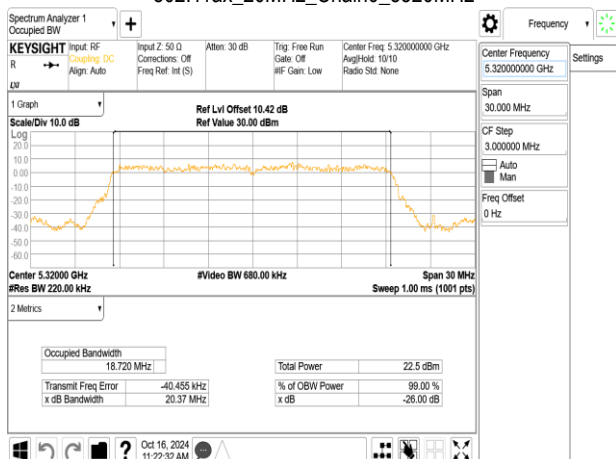 Spectrum Analyzer 1
Occupied BW
Frequency
KEYSIGHT
R
LXI
Input: RF
Coupling: DC
Align: Auto
Input Z: 50 Ω
Corrections: Off
Freq Ref: Int (S)
Atten: 30 dB
Trig: Free Run
Gate: Off
#IF Gain: Low
Center Freq: 5.320000000 GHz
Avg|Hold: 10/10
Radio Std: None
Center Frequency
5.320000000 GHz
Settings
Span
30.000 MHz
CF Step
3.000000 MHz
Auto
Man
Freq Offset
0 Hz
1 Graph
Scale/Div 10.0 dB
Ref Lvl Offset 10.42 dB
Ref Value 30.00 dBm
Log
20.0
10.0
0.00
-10.0
-20.0
-30.0
-40.0
-50.0
-60.0
Center 5.32000 GHz
#Video BW 680.00 kHz
Span 30 MHz
#Res BW 220.00 kHz
Sweep 1.00 ms (1001 pts)
2 Metrics
Occupied Bandwidth
18.720 MHz
Total Power 22.5 dBm
Transmit Freq Error -40.455 kHz
% of OBW Power 99.00 %
x dB Bandwidth 20.37 MHz
x dB -26.00 dB
Oct 16, 2024
11:22:32 AM